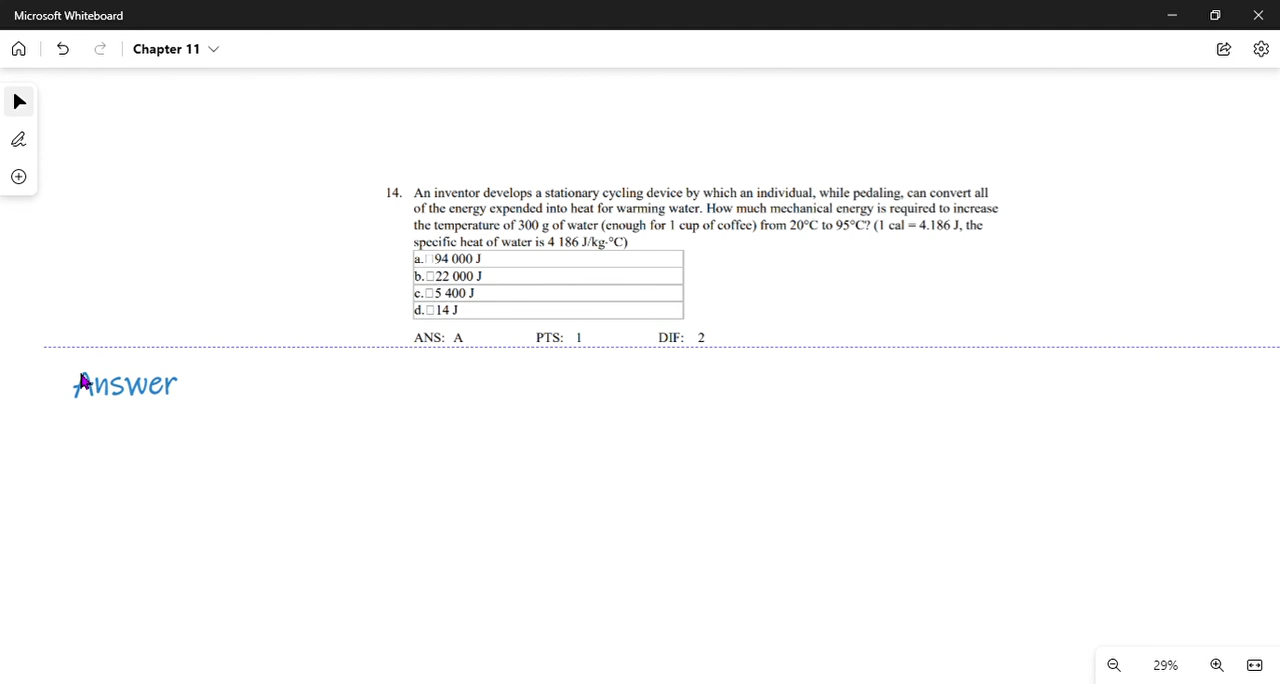 Microsoft Whiteboard
Chapter 11
14. An inventor develops a stationary cycling device by which an individual, while pedaling, can convert all
of the energy expended into heat for warming water. How much mechanical energy is required to increase
the temperature of 300 g of water (enough for 1 cup of coffee) from 20°C to 95°C? (1 cal = 4.186 J, the
specific heat of water is 4 186 J/kg·°C)
a.□94 000 J
b.□22 000 J
c.□5 400 J
d.□14 J
ANS: A PTS: 1 DIF: 2
Answer
29%